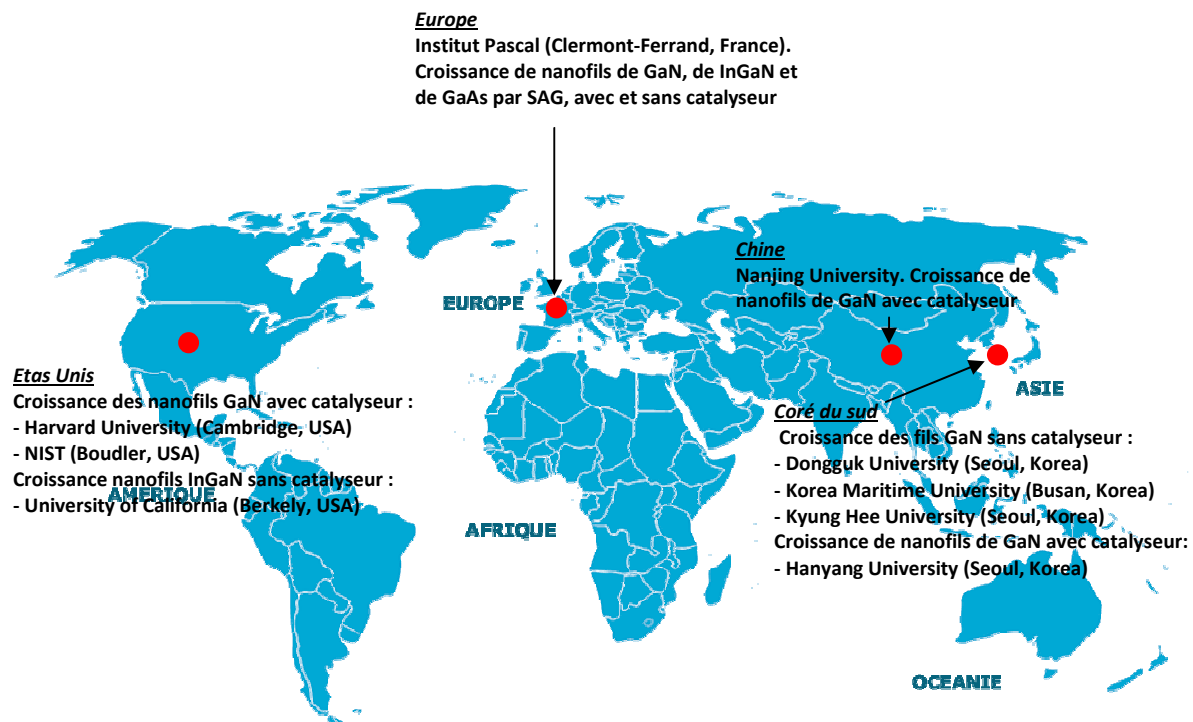 Europe
Institut Pascal (Clermont-Ferrand, France).
Croissance de nanofils de GaN, de InGaN et
de GaAs par SAG, avec et sans catalyseur
Chine
Nanjing University. Croissance de
nanofils de GaN avec catalyseur
EUROPE
Etas Unis
Croissance des nanofils GaN avec catalyseur :
- Harvard University (Cambridge, USA)
- NIST (Boudler, USA)
Croissance nanofils InGaN sans catalyseur :
- University of California (Berkely, USA)
AMERIQUE
ASIE
Coré du sud
Croissance des fils GaN sans catalyseur :
- Dongguk University (Seoul, Korea)
- Korea Maritime University (Busan, Korea)
- Kyung Hee University (Seoul, Korea)
Croissance de nanofils de GaN avec catalyseur:
- Hanyang University (Seoul, Korea)
AFRIQUE
OCEANIE